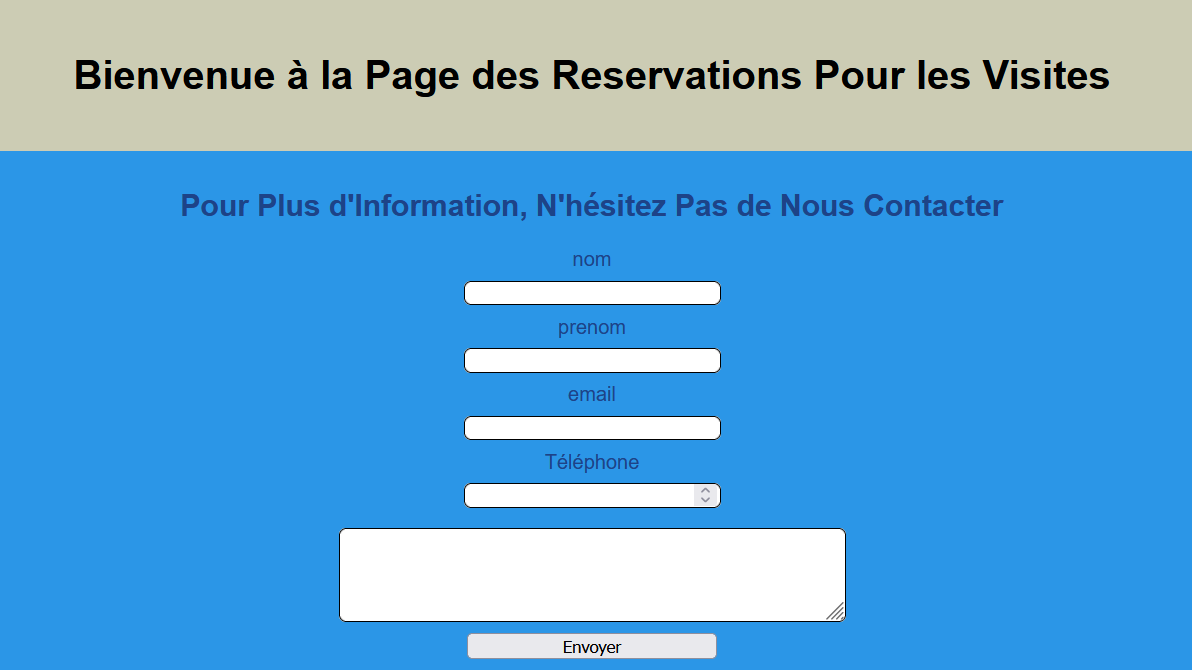 Bienvenue à la Page des Reservations Pour les Visites
Pour Plus d'Information, N'hésitez Pas de Nous Contacter
nom
prenom
email
Téléphone
Envoyer